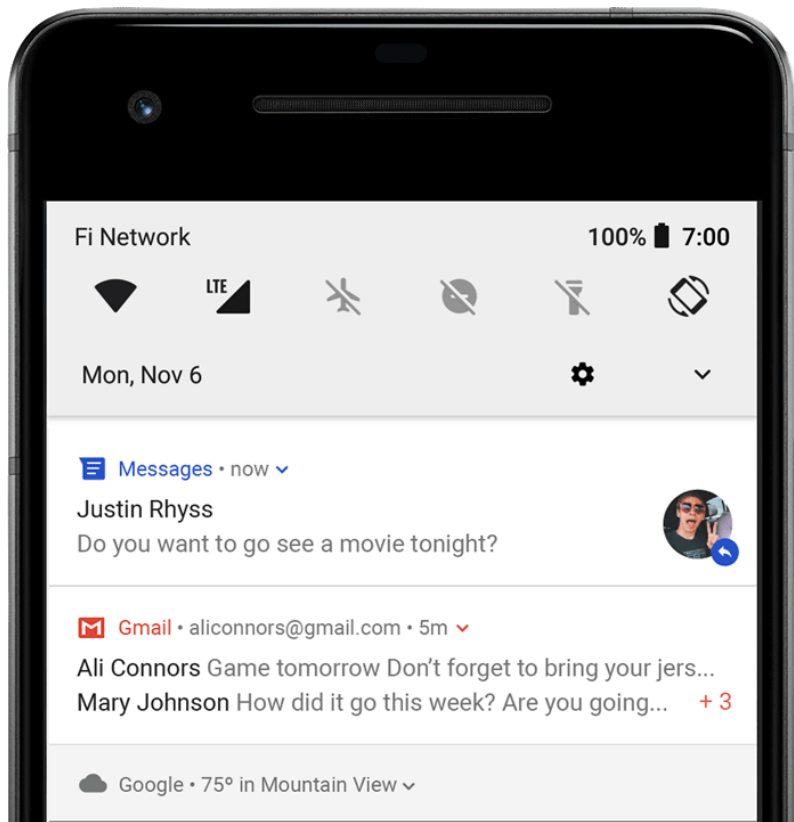 Fi Network 100% 7:00
LTE
Mon, Nov 6
Messages • now
Justin Rhyss
Do you want to go see a movie tonight?
Gmail • aliconnors@gmail.com • 5m
Ali Connors Game tomorrow Don’t forget to bring your jers...
Mary Johnson How did it go this week? Are you going... + 3
Google • 75º in Mountain View